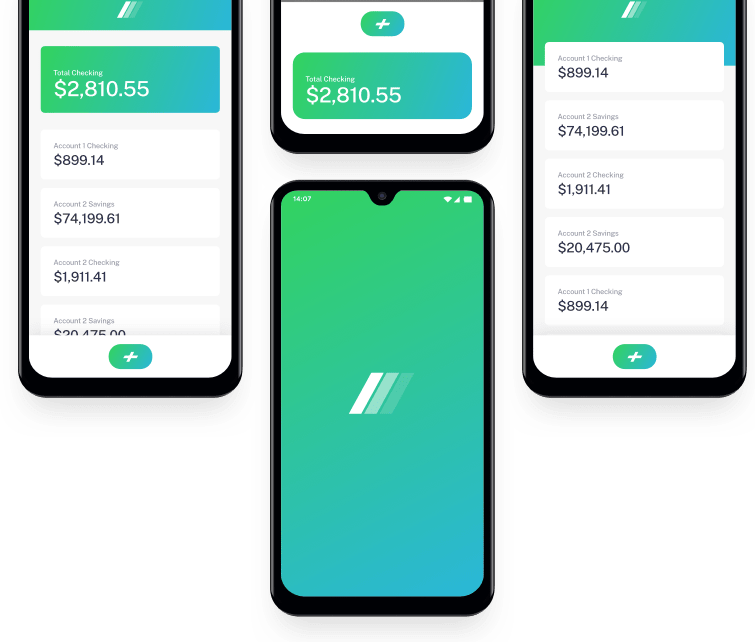 Total Checking
$2,810.55
Account 1 Checking
$899.14
Account 2 Savings
$74,199.61
Account 2 Checking
$1,911.41
Account 2 Savings
$20,475.00
Total Checking
$2,810.55
14:07
Account 1 Checking
$899.14
Account 2 Savings
$74,199.61
Account 2 Checking
$1,911.41
Account 2 Savings
$20,475.00
Account 1 Checking
$899.14